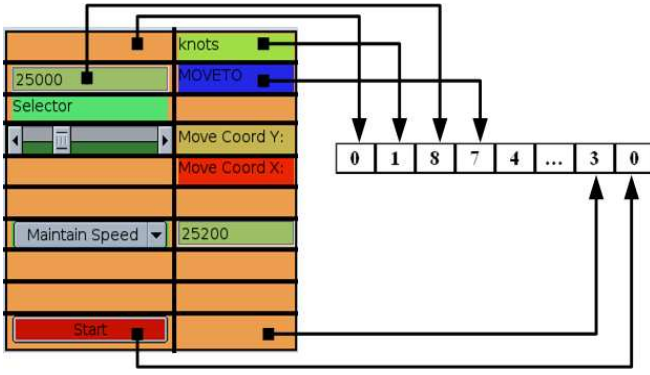 knots
25000 MOVETO
Selector
Move Coord Y:
Move Coord X:
0 1 8 7 4 ... 3 0
Maintain Speed 25200
Start